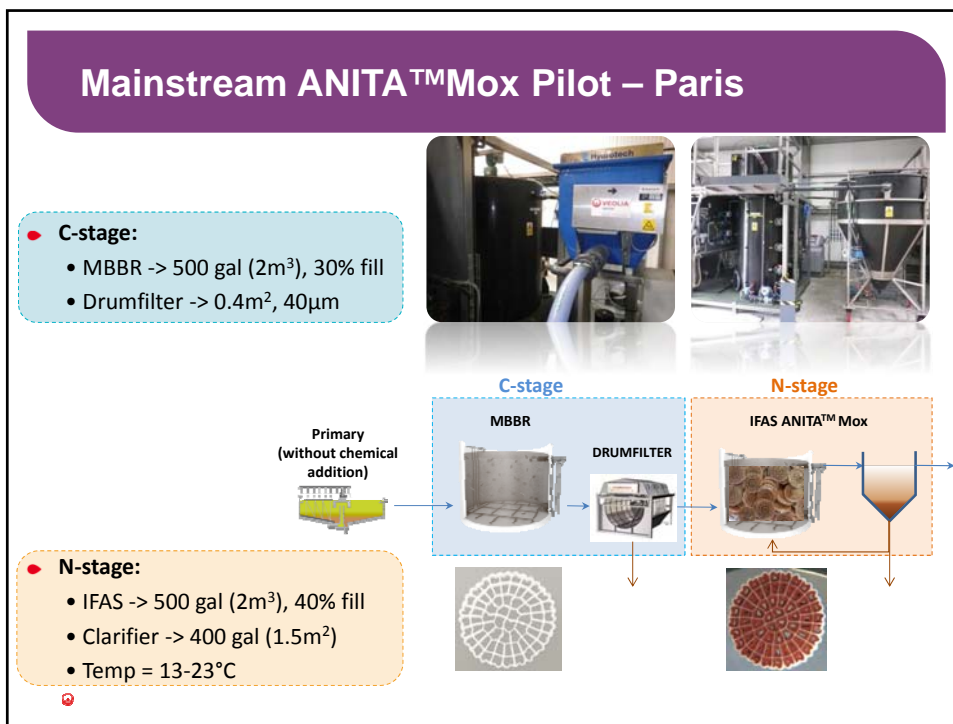 Mainstream ANITA™Mox Pilot – Paris
Hydrotech
VEOLIA
C-stage:
• MBBR -> 500 gal (2m³), 30% fill
• Drumfilter -> 0.4m², 40µm
C-stage
N-stage
MBBR
IFAS ANITA™ Mox
Primary
(without chemical
addition)
DRUMFILTER
N-stage:
• IFAS -> 500 gal (2m³), 40% fill
• Clarifier -> 400 gal (1.5m²)
• Temp = 13-23°C